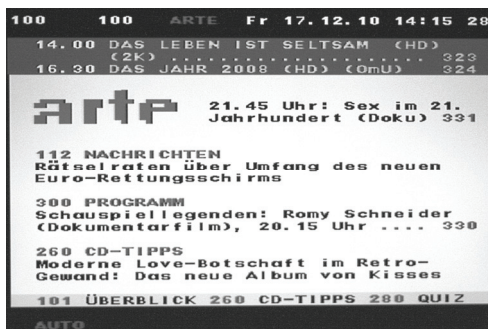 100 100 ARTE Fr 17.12.10 14:15 28
14.00 DAS LEBEN IST SELTSAM (HD)
(2K) ...................... 323
16.30 DAS JAHR 2008 (HD) (OmU) 324
arte
21.45 Uhr: Sex im 21.
Jahrhundert (Doku) 331
112 NACHRICHTEN
Rätselraten über Umfang des neuen
Euro-Rettungsschirms
300 PROGRAMM
Schauspiellegenden: Romy Schneider
(Dokumentarfilm), 20.15 Uhr .... 330
260 CD-TIPPS
Moderne Love-Botschaft im Retro-
Gewand: Das neue Album von Kisses
101 ÜBERBLICK 260 CD-TIPPS 280 QUIZ
AUTO